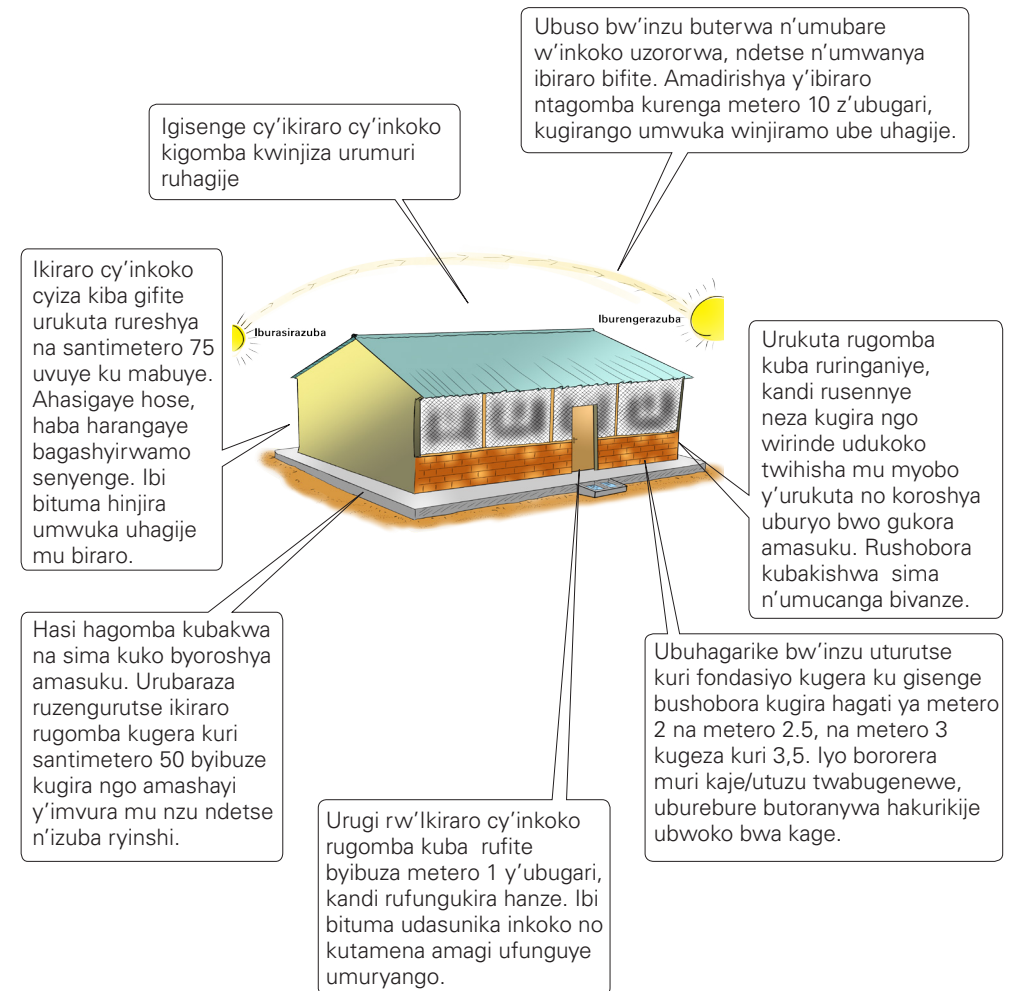 Ubuso bw'inzu buterwa n'umubare
w'inkoko uzororwa, ndetse n'umwanya
ibiraro bifite. Amadirishya y'ibiraro
ntagomba kurenga metero 10 z'ubugari,
kugirango umwuka winjiramo ube uhagije.
Igisenge cy'ikiraro cy'inkoko
kigomba kwinjiza urumuri
ruhagije
Ikiraro cy'inkoko
cyiza kiba gifite
urukuta rureshya
na santimetero 75
uvuye ku mabuye.
Ahasigaye hose,
haba harangaye
bagashyirwamo
senyenge. Ibi
bituma hinjira
umwuka uhagije
mu biraro.
Iburasirazuba
Iburengerazuba
Urukuta rugomba
kuba ruringaniye,
kandi rusennye
neza kugira ngo
wirinde udukoko
twihisha mu myobo
y'urukuta no koroshya
uburyo bwo gukora
amasuku. Rushobora
kubakishwa sima
n'umucanga bivanze.
Hasi hagomba kubakwa
na sima kuko byoroshya
amasuku. Urubaraza
ruzengurutse ikiraro
rugomba kugera kuri
santimetero 50 byibuze
kugira ngo amashayi
y'imvura mu nzu ndetse
n'izuba ryinshi.
Ubuhagarike bw'inzu uturutse
kuri fondasiyo kugera ku gisenge
bushobora kugira hagati ya metero
2 na metero 2.5, na metero 3
kugeza kuri 3,5. Iyo bororera
muri kaje/utuzu twabugenewe,
uburebure butoranywa hakurikije
ubwoko bwa kage.
Urugi rw'Ikiraro cy'inkoko
rugomba kuba rufite
byibuza metero 1 y'ubugari,
kandi rufungukira hanze. Ibi
bituma udasunika inkoko no
kutamena amagi ufunguye
umuryango.